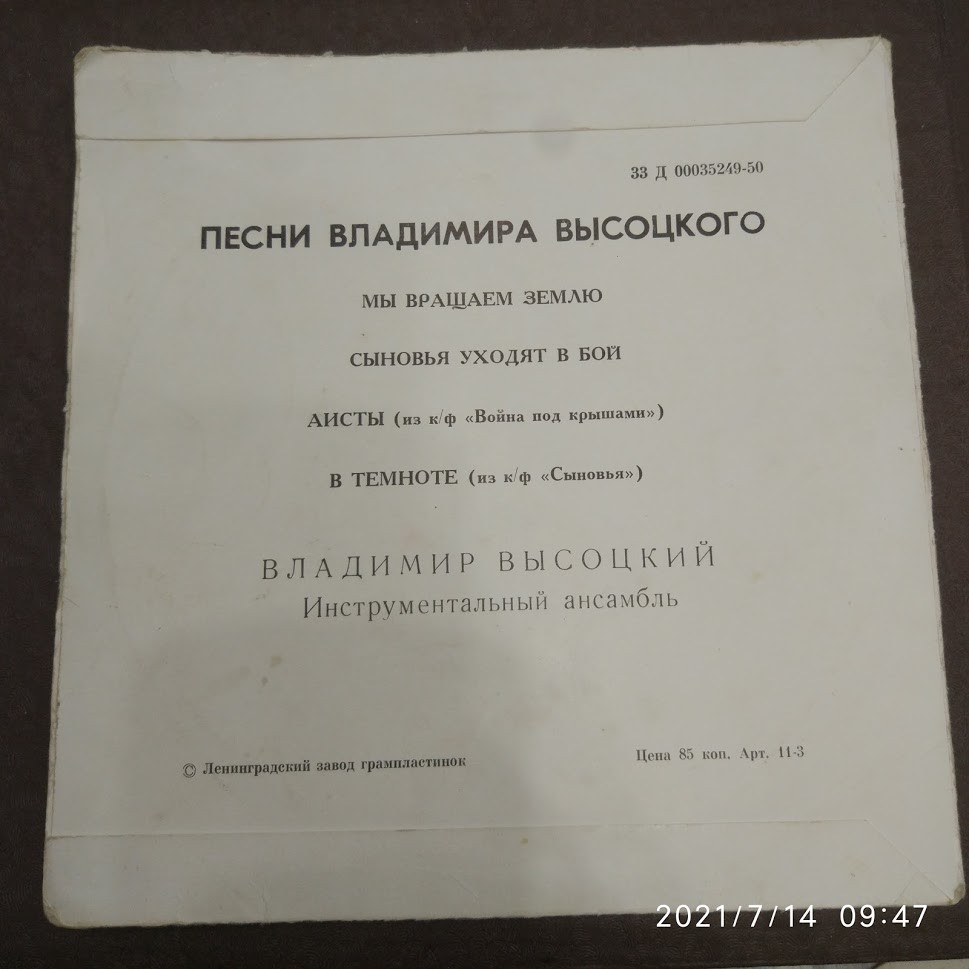 33 Д 00035249-50
ПЕСНИ ВЛАДИМИРА ВЫСОЦКОГО
МЫ ВРАЩАЕМ ЗЕМЛЮ
СЫНОВЬЯ УХОДЯТ В БОЙ
АИСТЫ (из к/ф «Война под крышами»)
В ТЕМНОТЕ (из к/ф «Сыновья»)
ВЛАДИМИР ВЫСОЦКИЙ
Инструментальный ансамбль
© Ленинградский завод грампластинок
Цена 85 коп. Арт. 11-3
2021/7/14 09:47